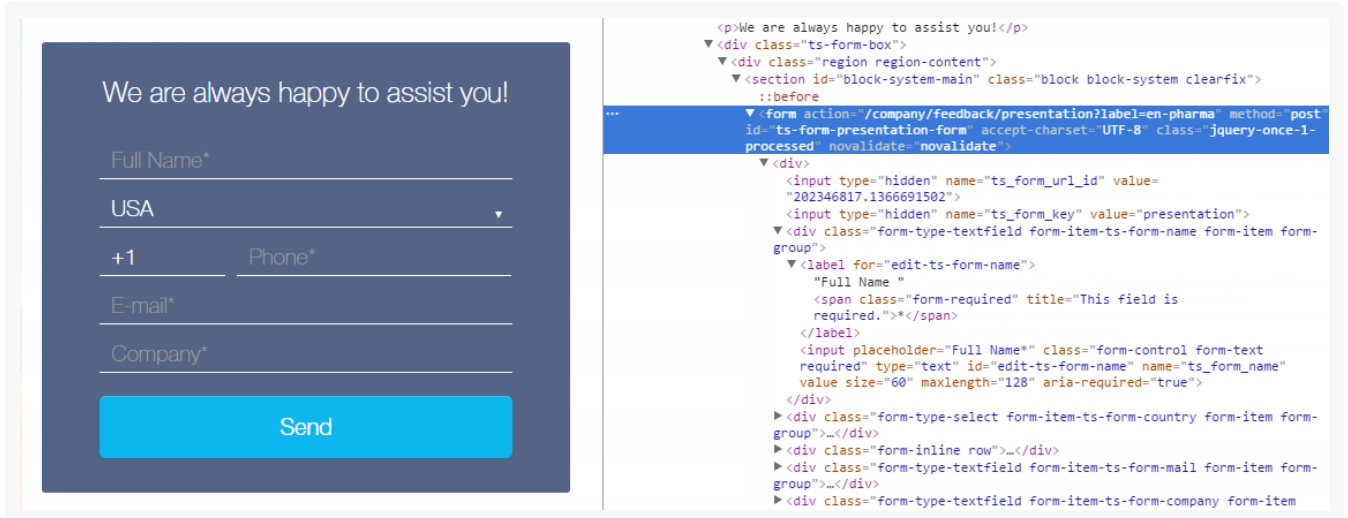 We are always happy to assist you!
Full Name*
USA
+1 Phone*
E-mail*
Company*
Send
<p>We are always happy to assist you!</p>
▼<div class="ts-form-box">
▼<div class="region region-content">
▼<section id="block-system-main" class="block block-system clearfix">
::before
▼<form action="/company/feedback/presentation?label=en-pharma" method="post"
id="ts-form-presentation-form" accept-charset="UTF-8" class="jquery-once-1-
processed" novalidate="novalidate">
▼<div>
<input type="hidden" name="ts_form_url_id" value=
"202346817.1366691502">
<input type="hidden" name="ts_form_key" value="presentation">
▼<div class="form-type-textfield form-item-ts-form-name form-item form-
group">
▼<label for="edit-ts-form-name">
"Full Name "
<span class="form-required" title="This field is
required.">*</span>
</label>
<input placeholder="Full Name*" class="form-control form-text
required" type="text" id="edit-ts-form-name" name="ts_form_name"
value size="60" maxlength="128" aria-required="true">
</div>
▶<div class="form-type-select form-item-ts-form-country form-item form-
group">…</div>
▶<div class="form-inline row">…</div>
▶<div class="form-type-textfield form-item-ts-form-mail form-item form-
group">…</div>
▶<div class="form-type-textfield form-item-ts-form-company form-item